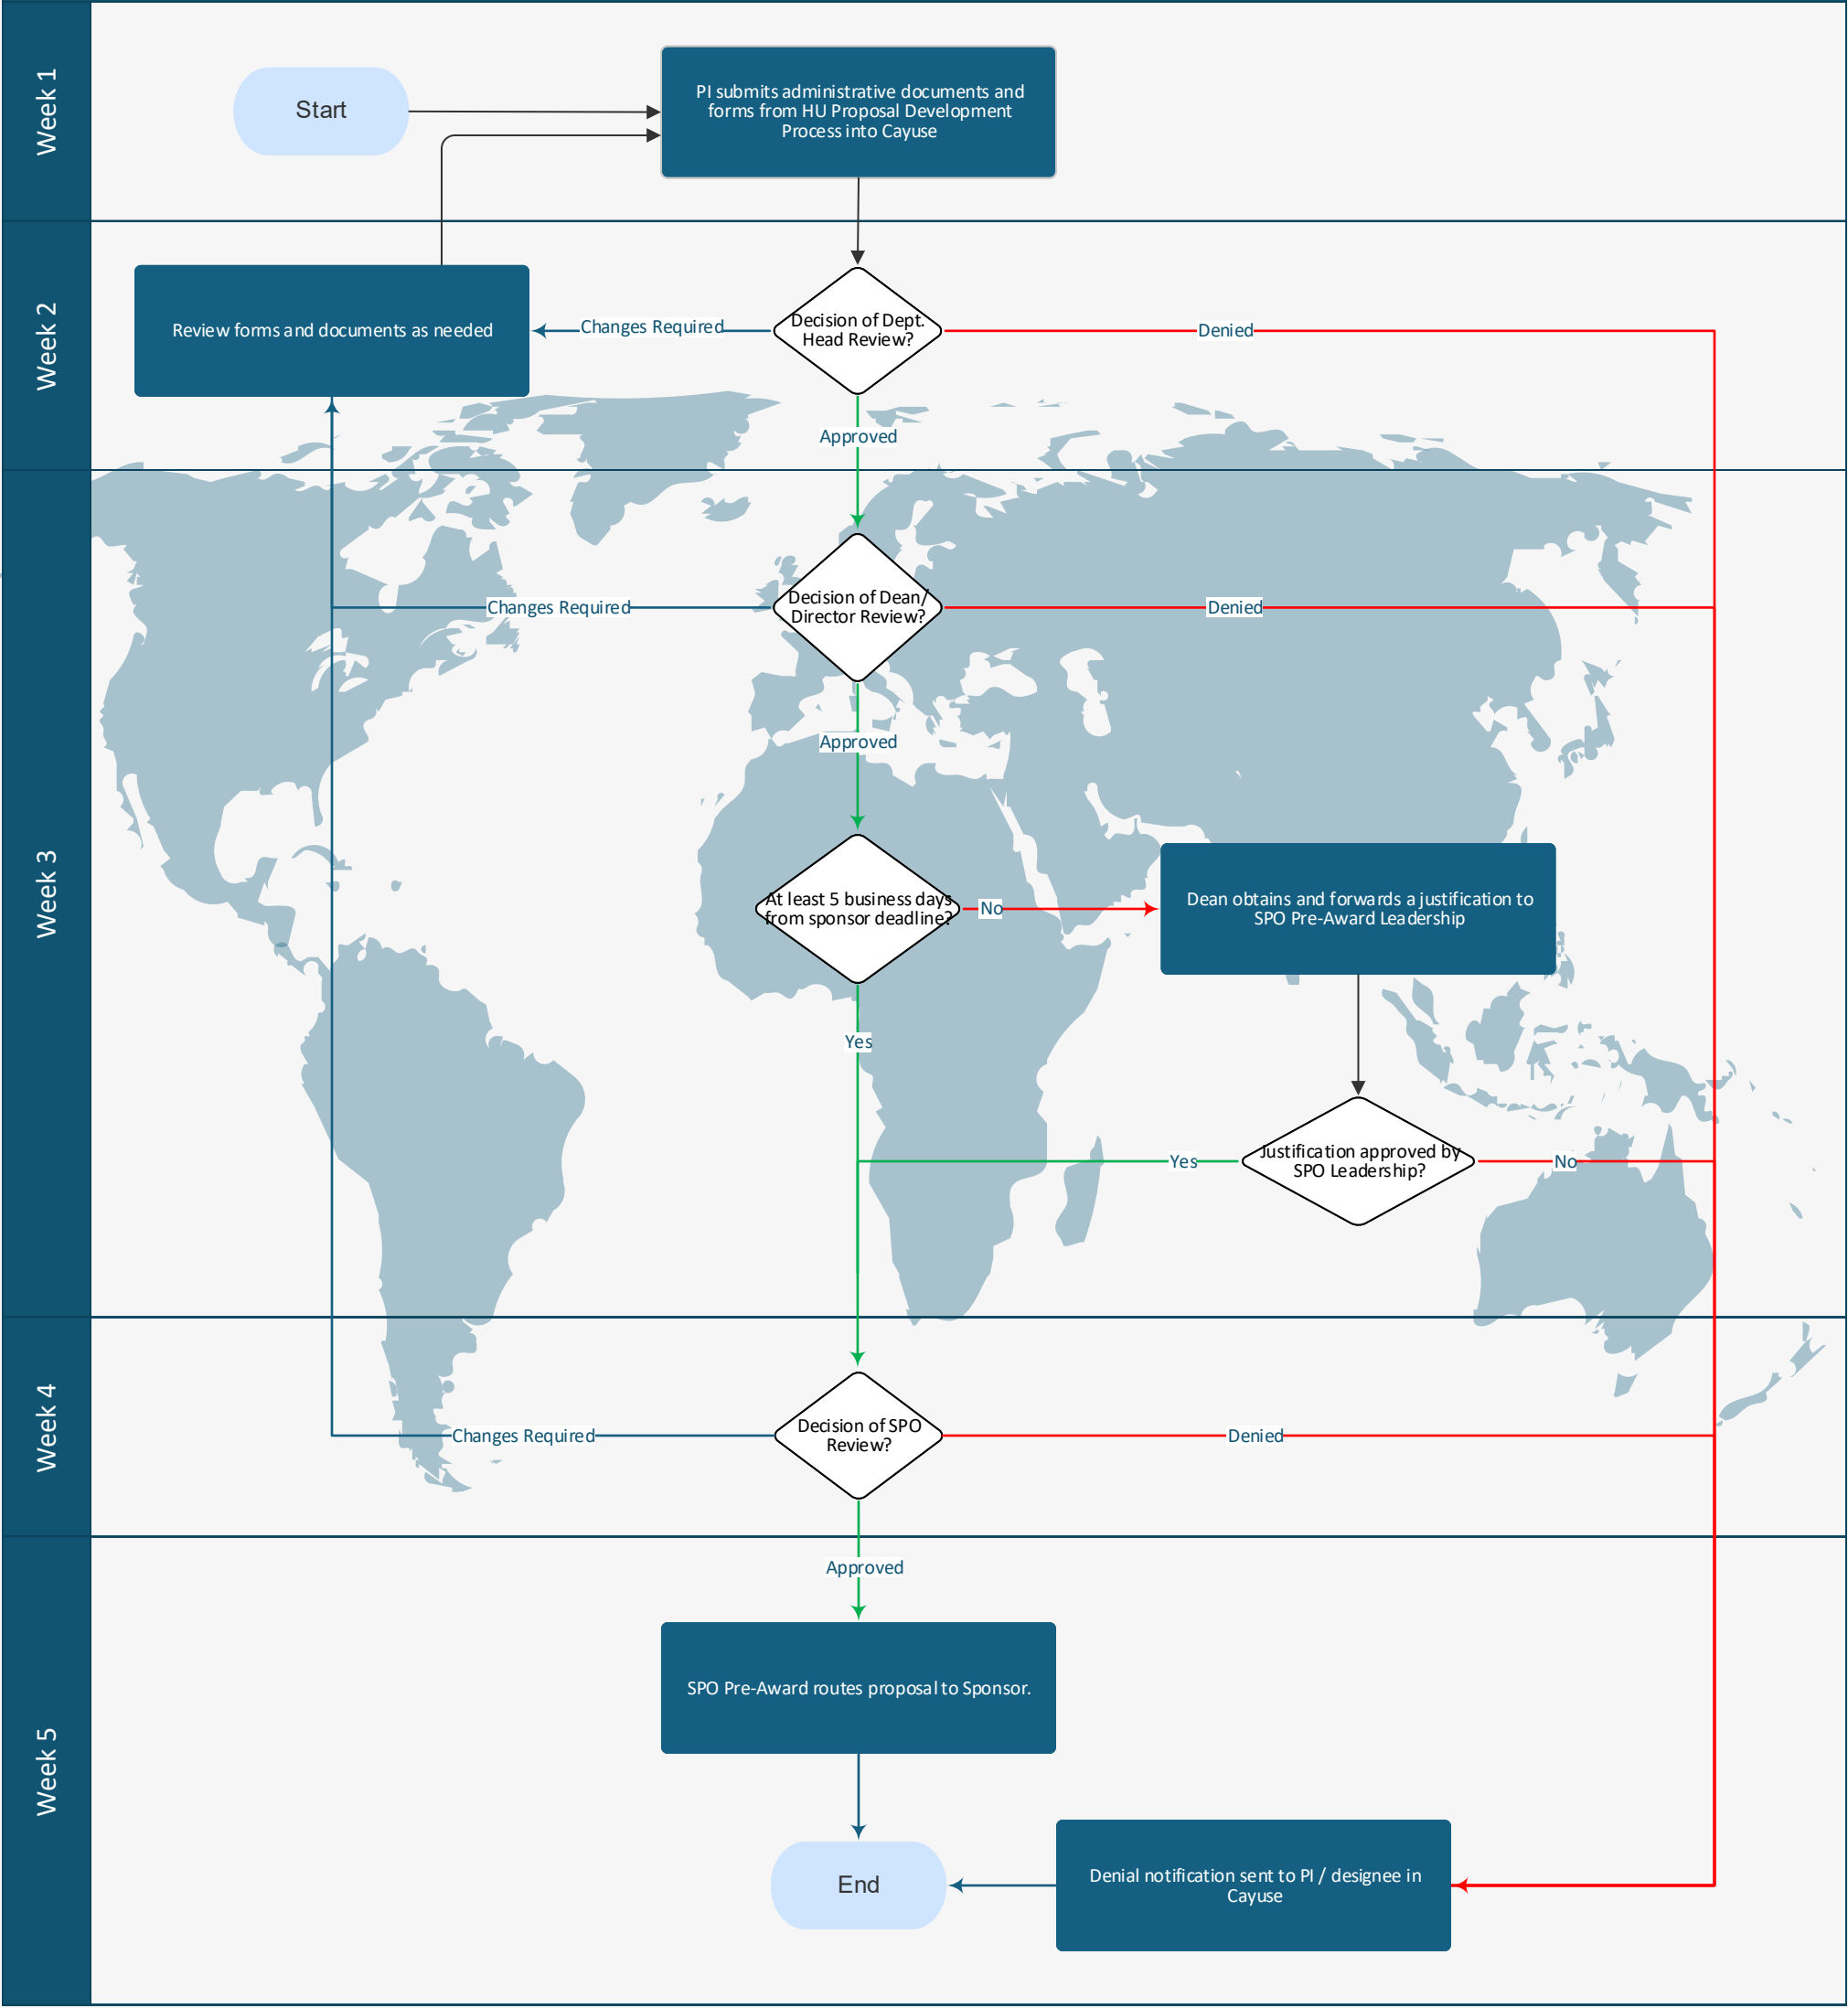 Week 1
Start
PI submits administrative documents and
forms from HU Proposal Development
Process into Cayuse
Week 2
Review forms and documents as needed
Changes Required
Decision of Dept.
Head Review?
Denied
Approved
Week 3
Changes Required
Decision of Dean/
Director Review?
Denied
Approved
At least 5 business days
from sponsor deadline?
No
Dean obtains and forwards a justification to
SPO Pre-Award Leadership
Yes
Yes
Justification approved by
SPO Leadership?
No
Week 4
Changes Required
Decision of SPO
Review?
Denied
Week 5
Approved
SPO Pre-Award routes proposal to Sponsor.
End
Denial notification sent to PI / designee in
Cayuse